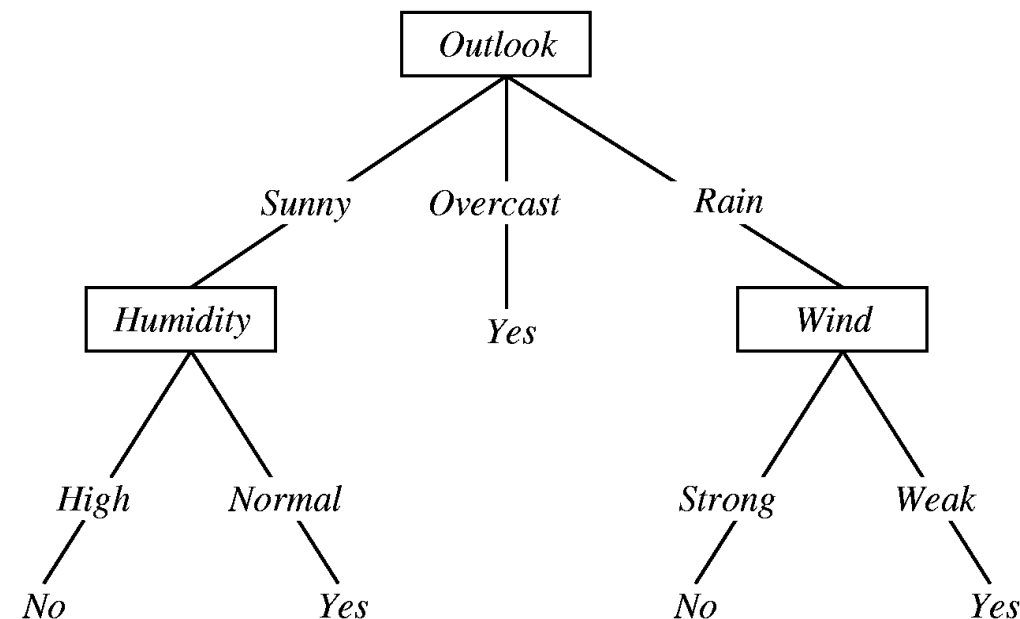 Outlook
Sunny Overcast Rain
Humidity Yes Wind
High Normal Strong Weak
No Yes No Yes